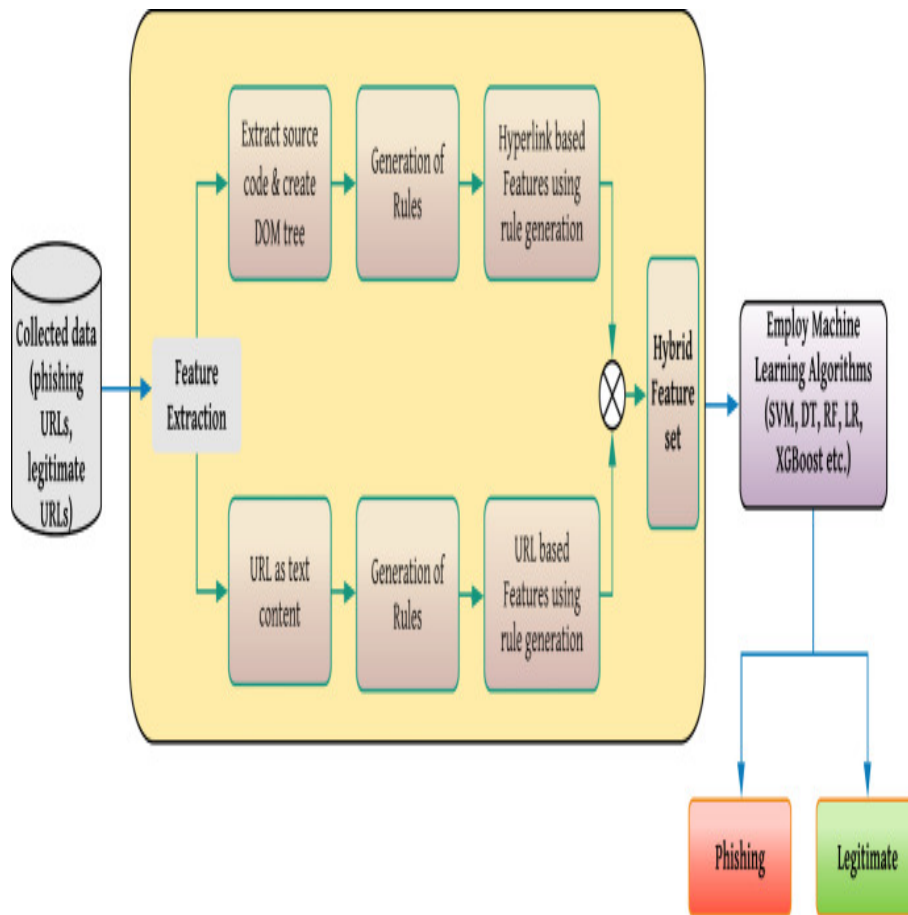 Collected data
(phishing
URLs,
legitimate
URLs)
Feature
Extraction
Extract source
code & create
DOM tree
Generation of
Rules
Hyperlink based
Features using
rule generation
URL as text
content
Generation of
Rules
URL based
Features using
rule generation
Hybrid
Feature
set
Employ Machine
Learning Algorithms
(SVM, DT, RF, LR,
XGBoost etc.)
Phishing
Legitimate